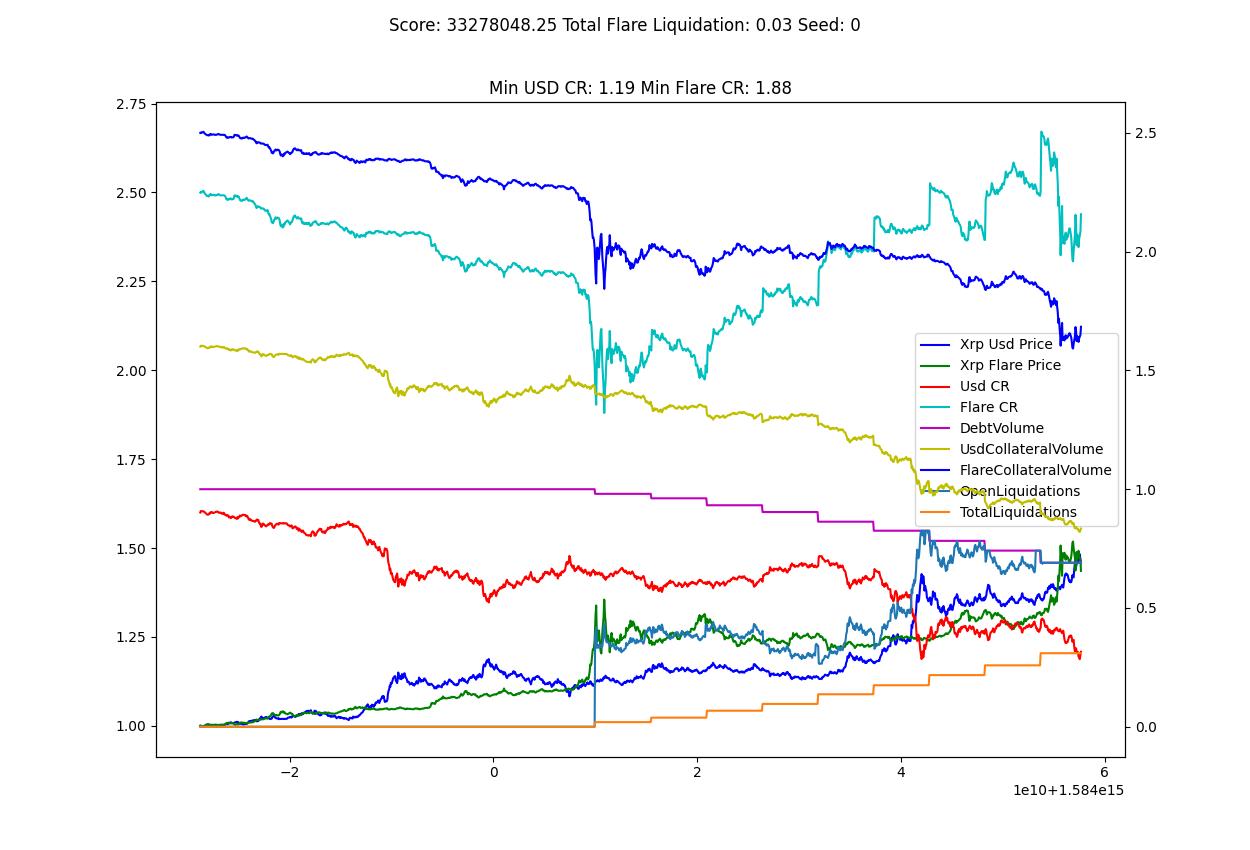 Score: 33278048.25 Total Flare Liquidation: 0.03 Seed: 0
Min USD CR: 1.19 Min Flare CR: 1.88
2.75
2.50
2.25
2.00
1.75
1.50
1.25
1.00
2.5
2.0
1.5
1.0
0.5
0.0
Xrp Usd Price
Xrp Flare Price
Usd CR
Flare CR
DebtVolume
UsdCollateralVolume
FlareCollateralVolume
OpenLiquidations
TotalLiquidations
−2
0
2
4
6
1e10+1.584e15